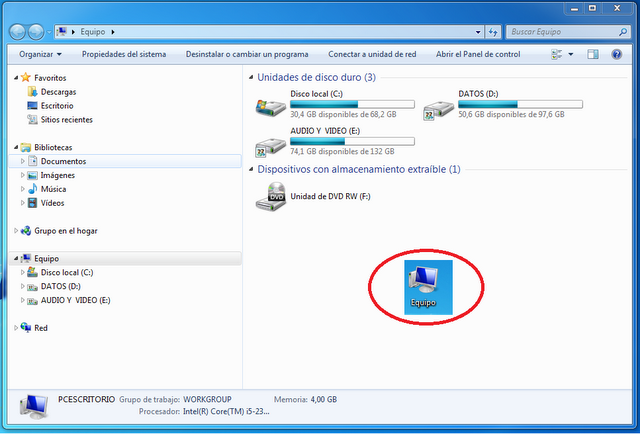 Equipo
Buscar Equipo
Organizar
Propiedades del sistema
Desinstalar o cambiar un programa
Conectar a unidad de red
Abrir el Panel de control
Favoritos
Descargas
Escritorio
Sitios recientes
Bibliotecas
Documentos
Imágenes
Música
Vídeos
Grupo en el hogar
Equipo
Disco local (C:)
DATOS (D:)
AUDIO Y VIDEO (E:)
Red
Unidades de disco duro (3)
Disco local (C:)
30,4 GB disponibles de 68,2 GB
DATOS (D:)
50,6 GB disponibles de 97,6 GB
AUDIO Y VIDEO (E:)
74,1 GB disponibles de 132 GB
Dispositivos con almacenamiento extraíble (1)
DVD
Unidad de DVD RW (F:)
Equipo
PCESCRITORIO Grupo de trabajo: WORKGROUP Memoria: 4,00 GB
Procesador: Intel(R) Core(TM) i5-23...